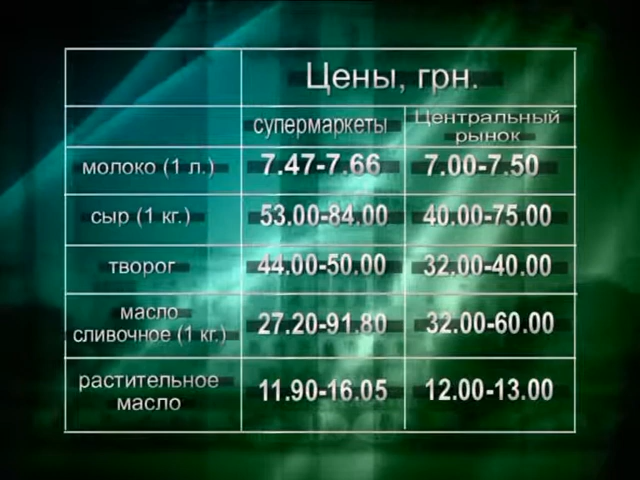 Цены, грн.
супермаркеты
Центральный
рынок
молоко (1 л.) 7.47-7.66 7.00-7.50
сыр (1 кг.) 53.00-84.00 40.00-75.00
творог 44.00-50.00 32.00-40.00
масло
сливочное (1 кг.) 27.20-91.80 32.00-60.00
растительное
масло 11.90-16.05 12.00-13.00